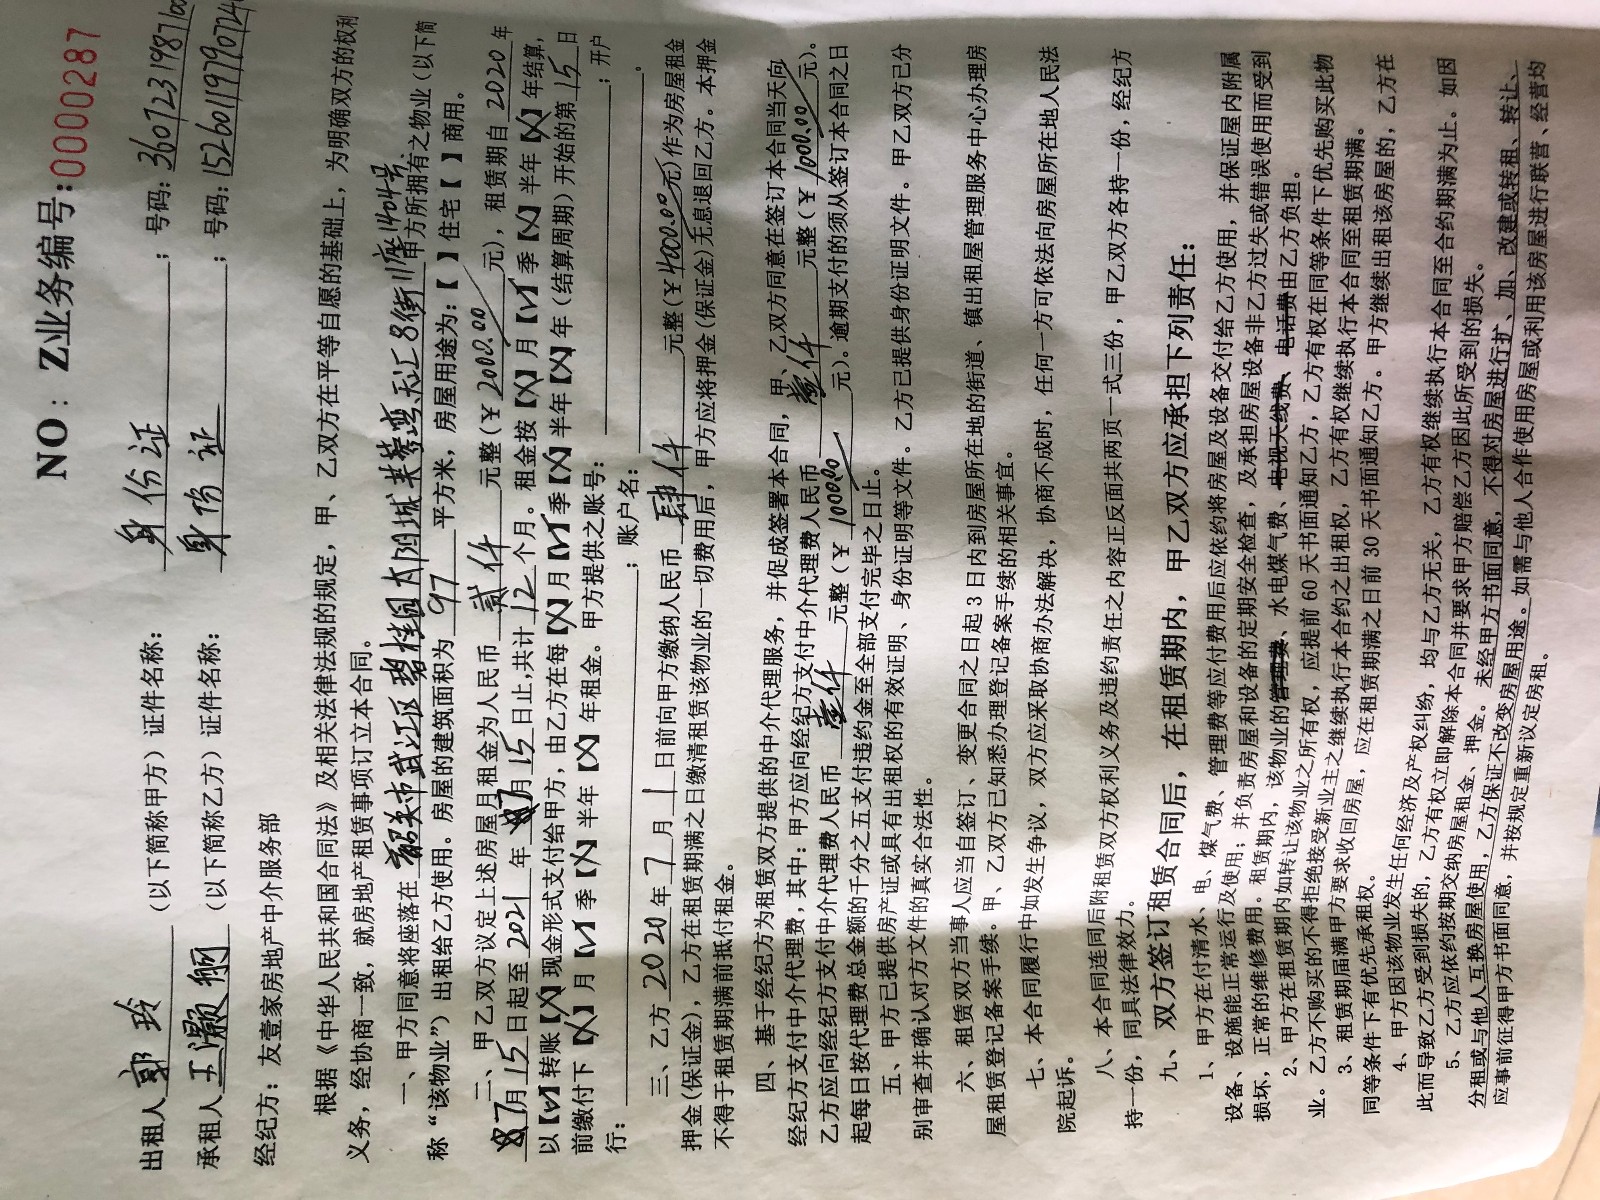 NO：Z业务编号:0000287
出租人 郭玲 （以下简称甲方）证件名称： 身份证 ；号码：3607231987100
承租人 王灏纲 （以下简称乙方）证件名称： 身份证 ；号码：152601197907240
经纪方：友壹家房地产中介服务部
根据《中华人民共和国合同法》及相关法律法规的规定，甲、乙双方在平等自愿的基础上，为明确双方的权利
义务，经协商一致，就房地产租赁事项订立本合同。
一、甲方同意将座落在 韶关市武江区碧桂园太阳城芙蓉湾天汇8街11座1404号 甲方所拥有之物业（以下简
称“该物业”）出租给乙方使用。房屋的建筑面积为 97 平方米，房屋用途为：【 】住宅【 】商用。
二、甲乙双方议定上述房屋月租金为人民币 贰仟 元整（￥2000.00 元），租赁期自 2020 年
7月15日起至2021 年 7月15日止,共计 12 个月。租金按【X】月【√】季【X】半年【X】年结算，
以【√】转账【X】现金形式支付给甲方，由乙方在每【X】月【√】季【X】半年【X】年（结算周期）开始的第 15 日
前缴付下【X】月【√】季【X】半年【X】年租金。甲方提供之账号： ；开户
行： ；账户名： 。
三、乙方 2020 年 7 月 1 日前向甲方缴纳人民币 肆仟 元整（￥4000.00元）作为房屋租金
押金（保证金），乙方在租赁期满之日缴清租赁该物业的一切费用后，甲方应将押金（保证金）无息退回乙方。本押金
不得于租赁期满前抵付租金。
四、基于经纪方为租赁双方提供的中介代理服务，并促成签署本合同，甲、乙双方同意在签订本合同当天向
经纪方支付中介代理费，其中：甲方应向经纪方支付中介代理费人民币 壹仟 元整（￥1000.00 元）。
乙方应向经纪方支付中介代理费人民币 壹仟 元整（￥1000.00 元）。逾期支付的须从签订本合同之日
起每日按代理费总金额的千分之五支付违约金至全部支付完毕之日止。
五、甲方已提供房产证或具有出租权的有效证明、身份证明等文件。乙方已提供身份证明文件。甲乙双方已分
别审查并确认对方文件的真实合法性。
六、租赁双方当事人应当自签订、变更合同之日起 3 日内到房屋所在地的街道、镇出租屋管理服务中心办理房
屋租赁登记备案手续。甲、乙双方已知悉办理登记备案手续的相关事宜。
七、本合同履行中如发生争议，双方应采取协商办法解决，协商不成时，任何一方可依法向房屋所在地人民法
院起诉。
八、本合同连同后附租赁双方权利义务及违约责任之内容正反面共两页一式三份，甲乙双方各持一份，经纪方
持一份，同具法律效力。
九、双方签订租赁合同后，在租赁期内，甲乙双方应承担下列责任：
1、甲方在付清水、电、煤气费、管理费等应付费用后应依约将房屋及设备交付给乙方使用，并保证屋内附属
设备、设施能正常运行及使用；并负责房屋和设备的定期安全检查，及承担房屋设备非乙方过失或错误使用而受到
损坏，正常的维修费用。租赁期内，该物业的管理费、水电煤气费、电视天线费、电话费由乙方负担。
2、甲方在租赁期内如转让该物业之所有权，应提前 60 天书面通知乙方，乙方有权在同等条件下优先购买此物
业。乙方不购买的不得拒绝接受新业主之继续执行本合约之出租权，乙方有权继续执行本合同至租赁期满。
3、租赁期届满甲方要求收回房屋，应在租赁期满之日前 30 天书面通知乙方。甲方继续出租该房屋的，乙方在
同等条件下有优先承租权。
4、甲方因该物业发生任何经济及产权纠纷，均与乙方无关，乙方有权继续执行本合同至合约期满为止。如因
此而导致乙方受到损失的，乙方有权立即解除本合同并要求甲方赔偿乙方因此所受到的损失。
5、乙方应依约按期交纳房屋租金、押金。未经甲方书面同意，不得对房屋进行扩、加、改建或转租、转让、
分租或与他人互换房屋使用，乙方保证不改变房屋用途。如需与他人合作使用房屋或利用该房屋进行联营、经营均
应事前征得甲方书面同意，并按规定重新议定房租。